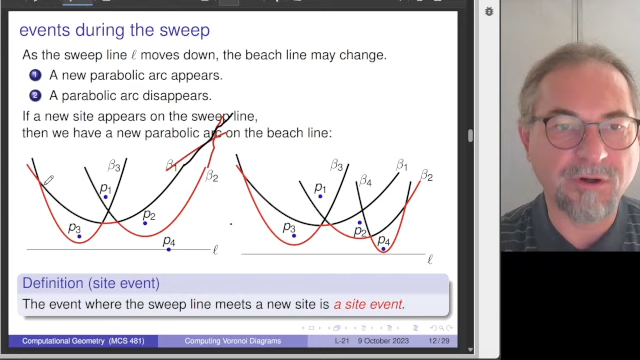 events during the sweep
As the sweep line ℓ moves down, the beach line may change.
1 A new parabolic arc appears.
2 A parabolic arc disappears.
If a new site appears on the sweep line,
then we have a new parabolic arc on the beach line:
β3 β1 β2 p1 p2 p3 p4 ℓ
β3 β1 β4 β2 p1 p2 p3 p4 ℓ
Definition (site event)
The event where the sweep line meets a new site is a site event.
Computational Geometry (MCS 481) Computing Voronoi Diagrams L-21 9 October 2023 12 / 29